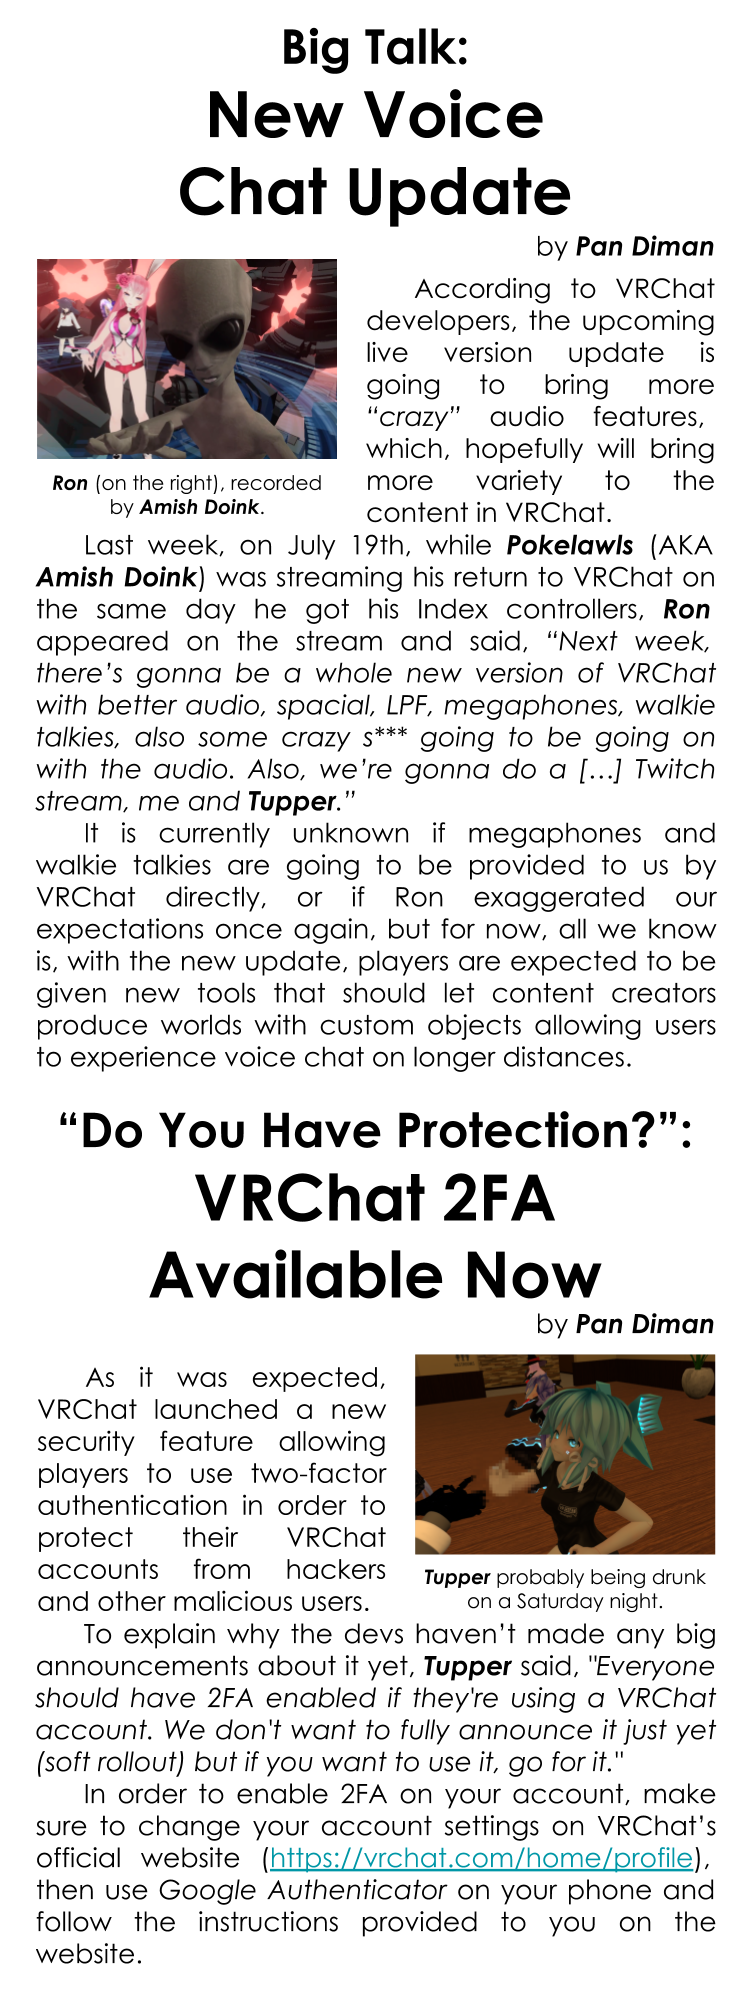 Big Talk:
New Voice
Chat Update
by Pan Diman
Ron (on the right), recorded
by Amish Doink.
According to VRChat
developers, the upcoming
live version update is
going to bring more
“crazy” audio features,
which, hopefully will bring
more variety to the
content in VRChat.
Last week, on July 19th, while Pokelawls (AKA
Amish Doink) was streaming his return to VRChat on
the same day he got his Index controllers, Ron
appeared on the stream and said, “Next week,
there’s gonna be a whole new version of VRChat
with better audio, spacial, LPF, megaphones, walkie
talkies, also some crazy s*** going to be going on
with the audio. Also, we’re gonna do a […] Twitch
stream, me and Tupper.”
It is currently unknown if megaphones and
walkie talkies are going to be provided to us by
VRChat directly, or if Ron exaggerated our
expectations once again, but for now, all we know
is, with the new update, players are expected to be
given new tools that should let content creators
produce worlds with custom objects allowing users
to experience voice chat on longer distances.
“Do You Have Protection?”:
VRChat 2FA
Available Now
by Pan Diman
As it was expected,
VRChat launched a new
security feature allowing
players to use two-factor
authentication in order to
protect their VRChat
accounts from hackers
and other malicious users.
Tupper probably being drunk
on a Saturday night.
To explain why the devs haven’t made any big
announcements about it yet, Tupper said, "Everyone
should have 2FA enabled if they're using a VRChat
account. We don't want to fully announce it just yet
(soft rollout) but if you want to use it, go for it."
In order to enable 2FA on your account, make
sure to change your account settings on VRChat’s
official website (https://vrchat.com/home/profile),
then use Google Authenticator on your phone and
follow the instructions provided to you on the
website.